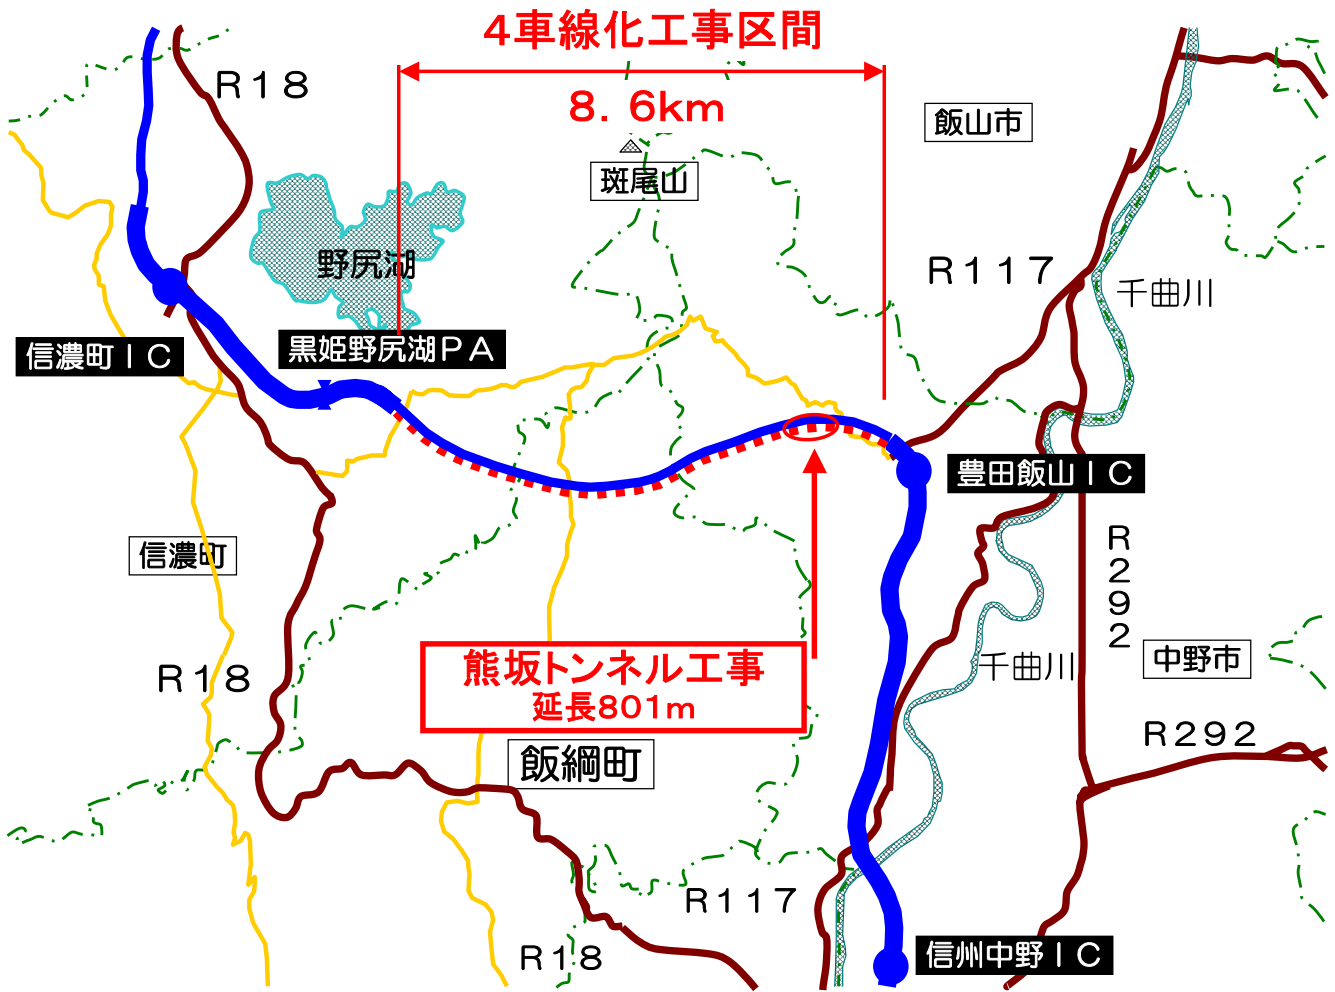 ４車線化工事区間
８．６km
Ｒ１８
飯山市
斑尾山
野尻湖
Ｒ１１７
千曲川
信濃町ＩＣ
黒姫野尻湖ＰＡ
豊田飯山ＩＣ
信濃町
Ｒ２９２
千曲川
中野市
Ｒ１８
熊坂トンネル工事
延長８０１ｍ
Ｒ２９２
飯綱町
Ｒ１１７
Ｒ１８
信州中野ＩＣ